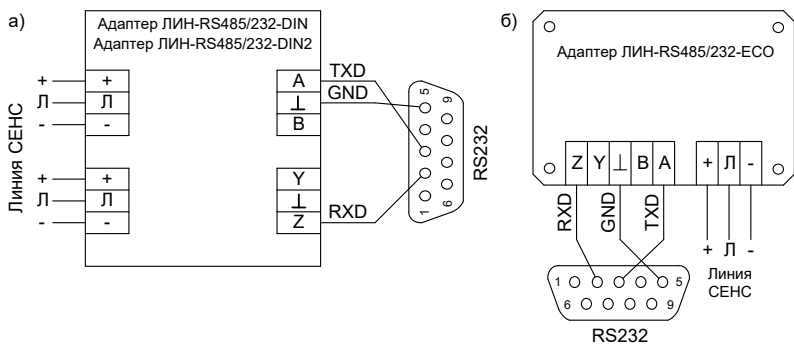 а)
Адаптер ЛИН-RS485/232-DIN
Адаптер ЛИН-RS485/232-DIN2
Линия СЕНС
+ +
Л Л
- -
+ +
Л Л
- -
A
⊥
B
Y
⊥
Z
TXD
GND
RXD
5
9
1
6
RS232
б)
Адаптер ЛИН-RS485/232-ECO
Z Y ⊥ B A
+ Л -
RXD
GND
TXD
+ Л -
Линия
СЕНС
1 5
6 9
RS232